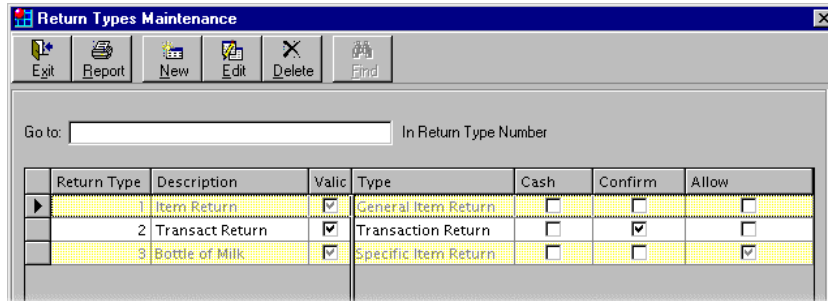 Return Types Maintenance
Exit Report New Edit Delete Find
Go to: In Return Type Number
Return Type Description Valic Type Cash Confirm Allow
1 Item Return General Item Return
2 Transact Return Transaction Return
3 Bottle of Milk Specific Item Return